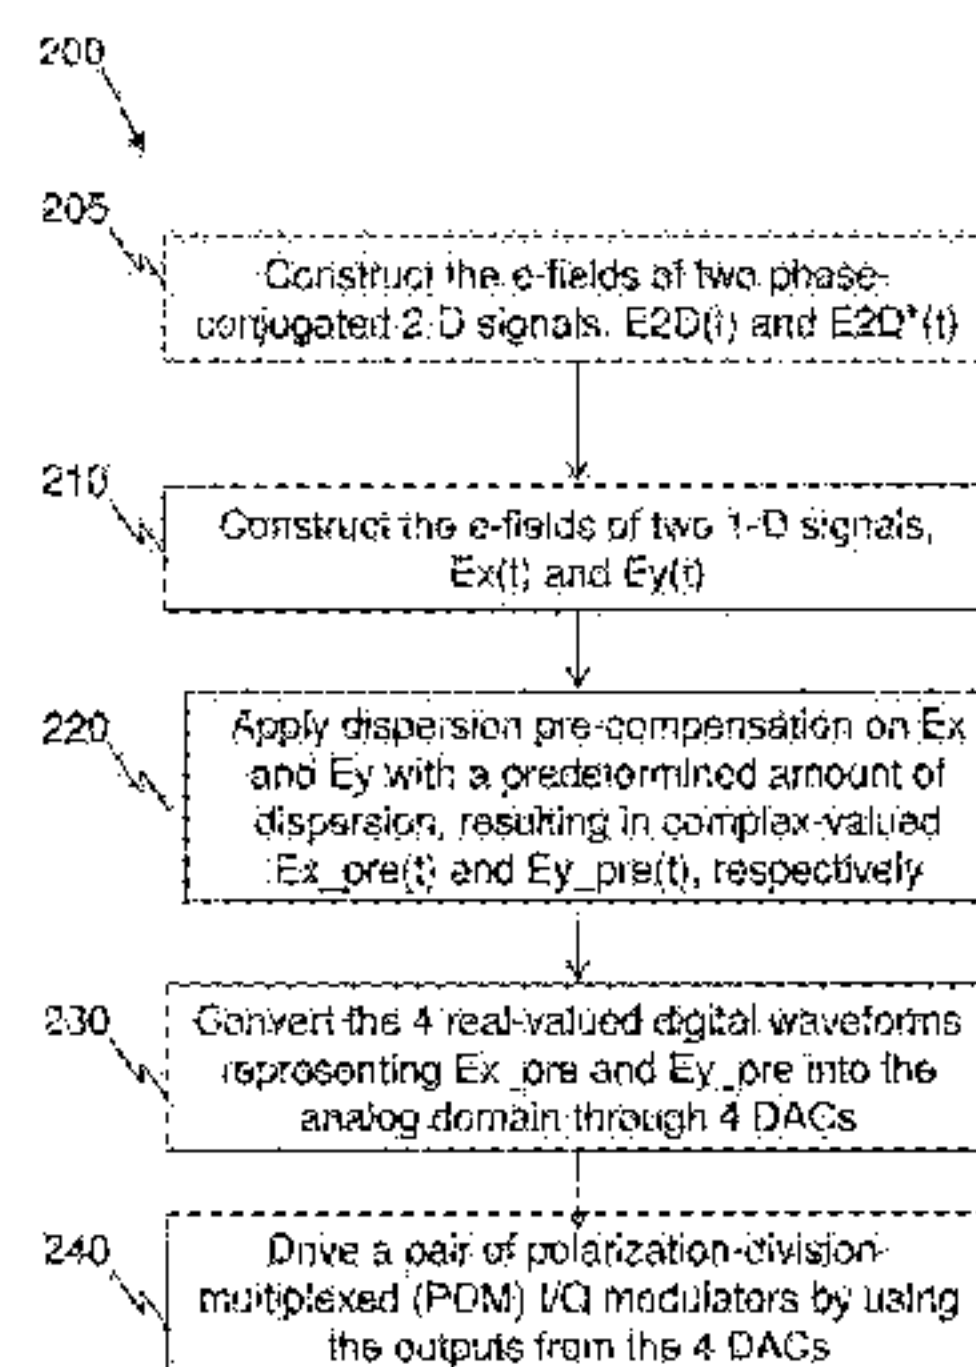 200
205
Construct the e-fields of two phase-
conjugated 2-D signals, E2D(t) and E2D*(t)
210
Construct the e-fields of two 1-D signals,
Ex(t) and Ey(t)
220
Apply dispersion pre-compensation on Ex
and Ey with a predetermined amount of
dispersion, resulting in complex-valued
Ex_pre(t) and Ey_pre(t), respectively
230
Convert the 4 real-valued digital waveforms
representing Ex_pre and Ey_pre into the
analog domain through 4 DACs
240
Drive a pair of polarization-division-
multiplexed (PDM) I/Q modulators by using
the outputs from the 4 DACs